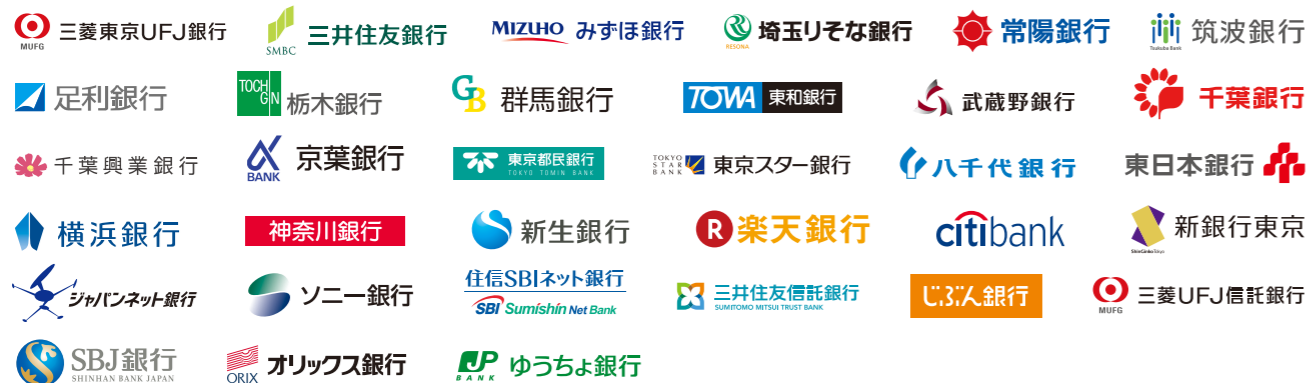 MUFG 三菱東京UFJ銀行
SMBC 三井住友銀行
MIZUHO みずほ銀行
RESONA 埼玉りそな銀行
常陽銀行
Tsukuba Bank 筑波銀行
足利銀行
TOCHGIN 栃木銀行
GB 群馬銀行
TOWA 東和銀行
武蔵野銀行
千葉銀行
千葉興業銀行
BANK 京葉銀行
東京都民銀行
TOKYO TOMIN BANK
TOKYO
STAR
BANK
東京スター銀行
八千代銀行
東日本銀行
横浜銀行
神奈川銀行
新生銀行
R 楽天銀行
citibank
ShinGinko Tokyo 新銀行東京
ジャパンネット銀行
ソニー銀行
住信SBIネット銀行
SBI Sumishin Net Bank
三井住友信託銀行
SUMITOMO MITSUI TRUST BANK
じぶん銀行
MUFG 三菱UFJ信託銀行
SBJ銀行
SHINHAN BANK JAPAN
ORIX オリックス銀行
JP BANK ゆうちょ銀行